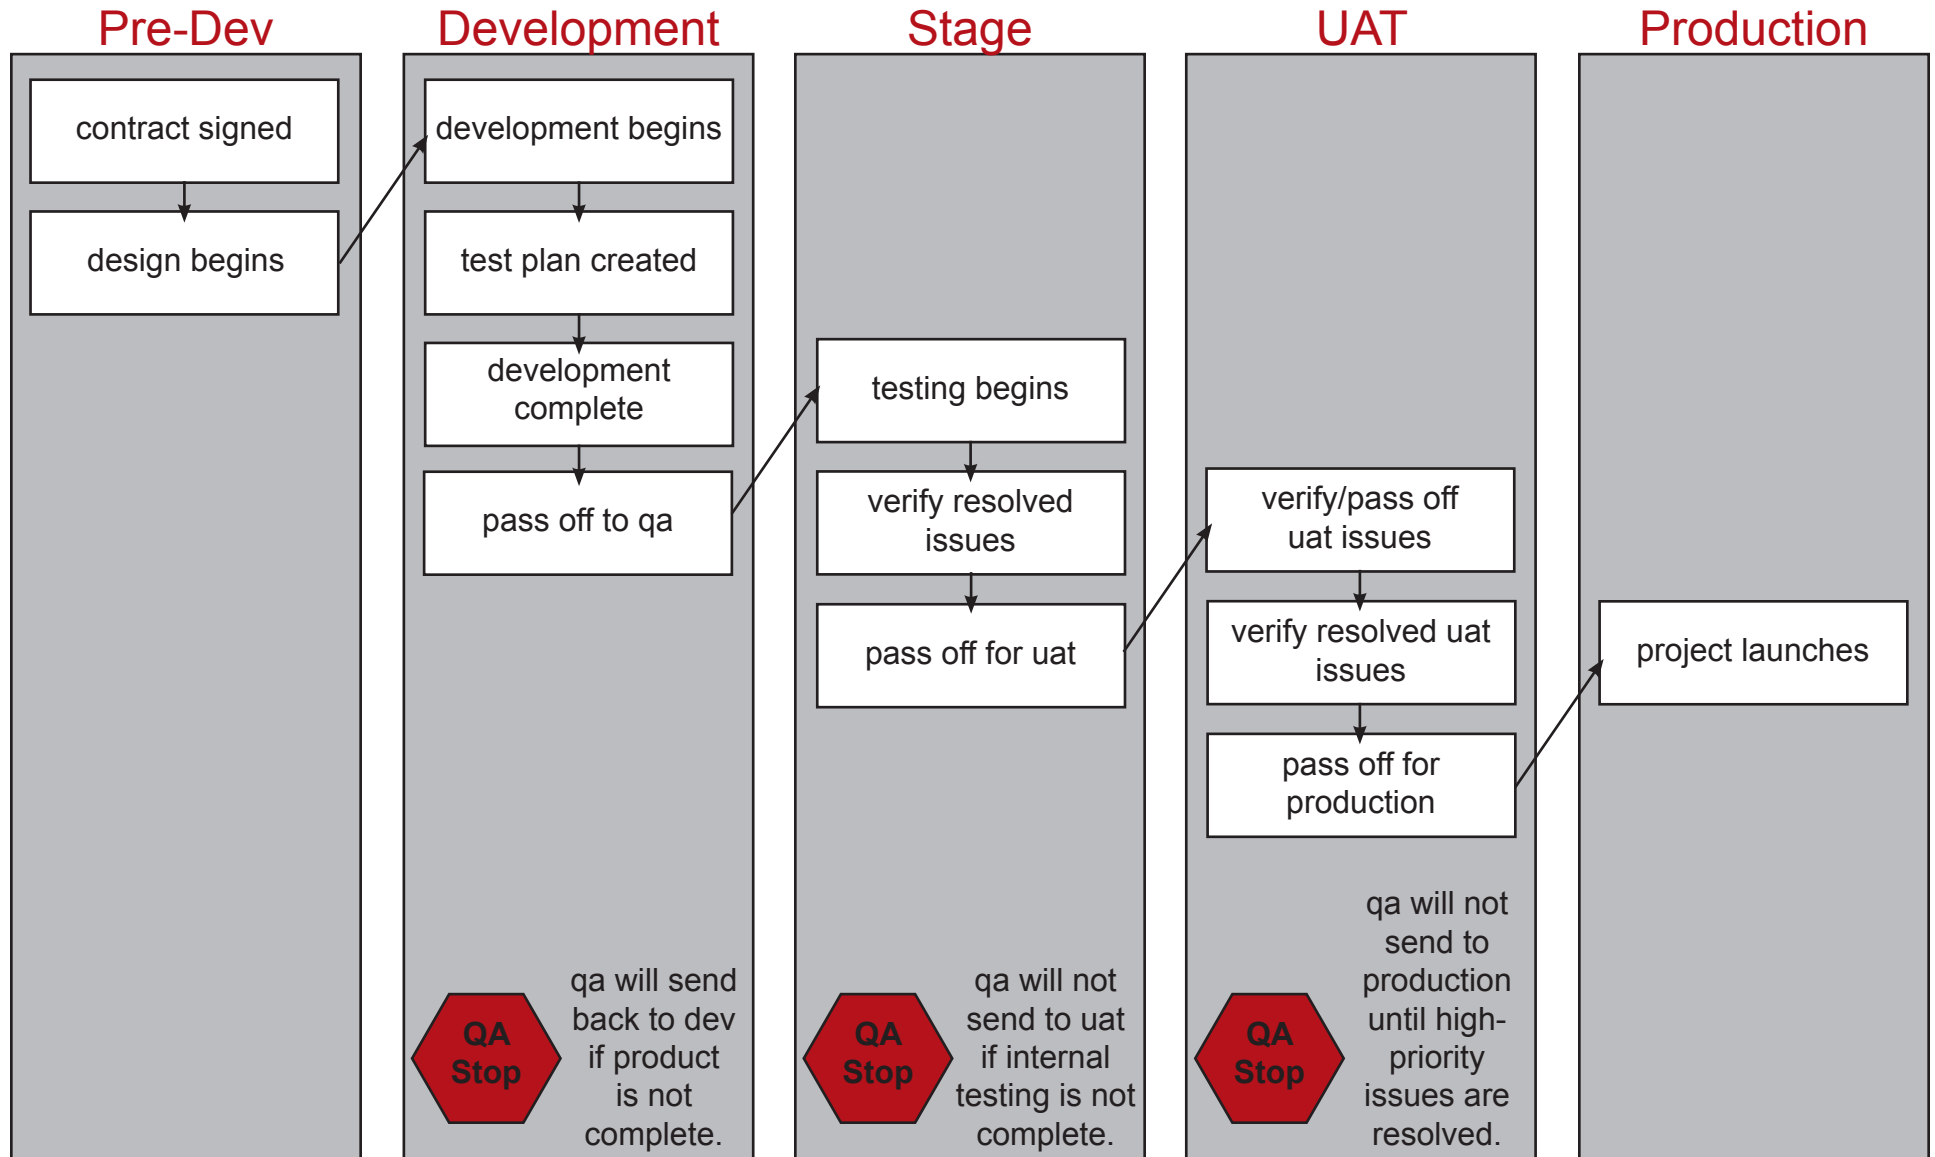 Pre-Dev
contract signed
design begins
Development
development begins
test plan created
development
complete
pass off to qa
QA
Stop
qa will send
back to dev
if product
is not
complete.
Stage
testing begins
verify resolved
issues
pass off for uat
QA
Stop
qa will not
send to uat
if internal
testing is not
complete.
UAT
verify/pass off
uat issues
verify resolved uat
issues
pass off for
production
QA
Stop
qa will not
send to
production
until high-
priority
issues are
resolved.
Production
project launches